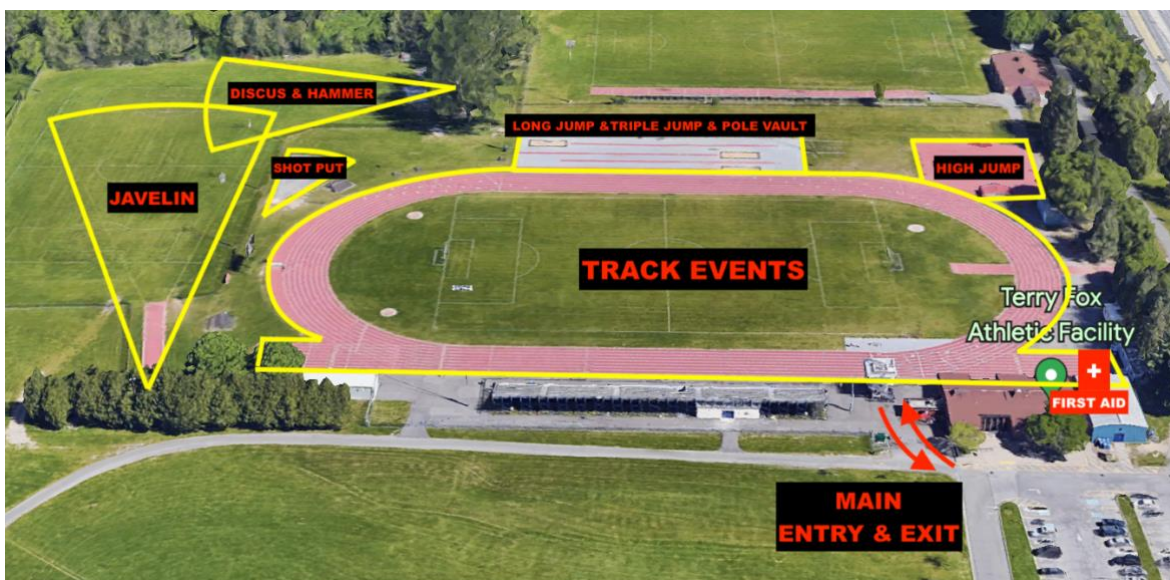 DISCUS & HAMMER
LONG JUMP &TRIPLE JUMP & POLE VAULT
SHOT PUT
HIGH JUMP
JAVELIN
TRACK EVENTS
Terry Fox
Athletic Facility
FIRST AID
MAIN
ENTRY & EXIT